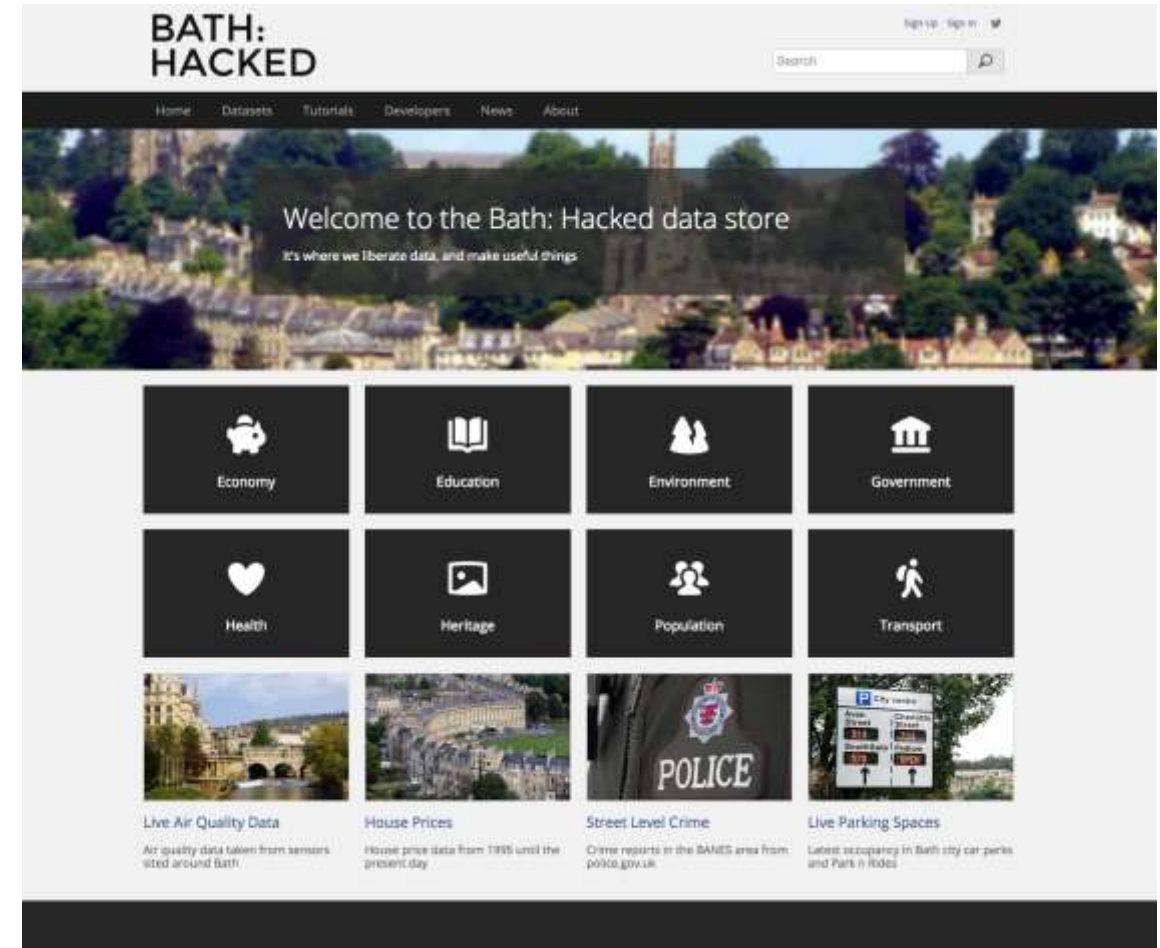 BATH:
HACKED
Sign up Sign in
Search
Home Datasets Tutorials Developers News About
Welcome to the Bath: Hacked data store
It's where we liberate data, and make useful things
Economy Education Environment Government
Health Heritage Population Transport
P City centre
Street Street
POLICE
Live Air Quality Data House Prices Street Level Crime Live Parking Spaces
Air quality data taken from sensors House price data from 1995 until the Crime reports in the BANES area from Latest occupancy in Bath city car parks
sited around Bath present day police.gov.uk and Park n Rides